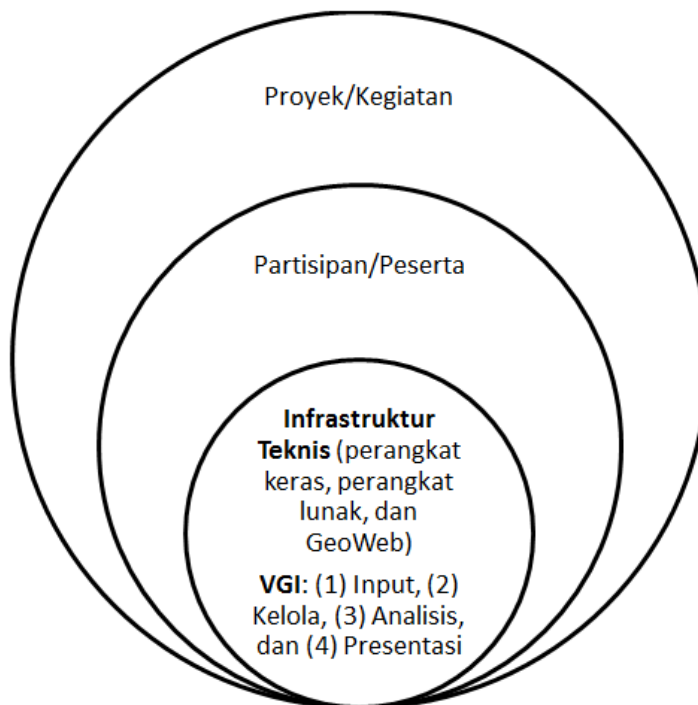 Proyek/Kegiatan
Partisipan/Peserta
Infrastruktur
Teknis (perangkat
keras, perangkat
lunak, dan
GeoWeb)
VGI: (1) Input, (2)
Kelola, (3) Analisis,
dan (4) Presentasi